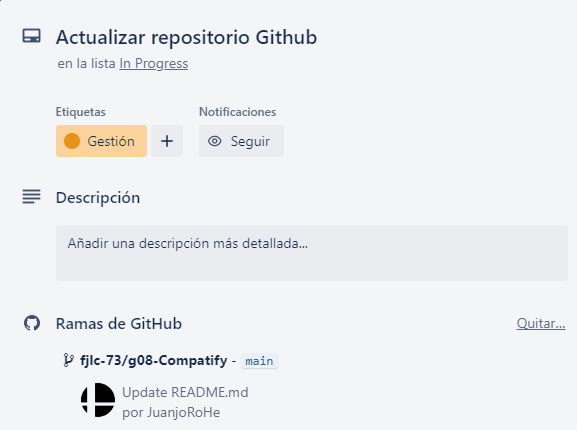 Actualizar repositorio Github
en la lista In Progress
Etiquetas
Notificaciones
Gestión
+
Seguir
Descripción
Añadir una descripción más detallada...
Ramas de GitHub
Quitar...
fjlc-73/g08-Compatify - main
Update README.md
por JuanjoRoHe